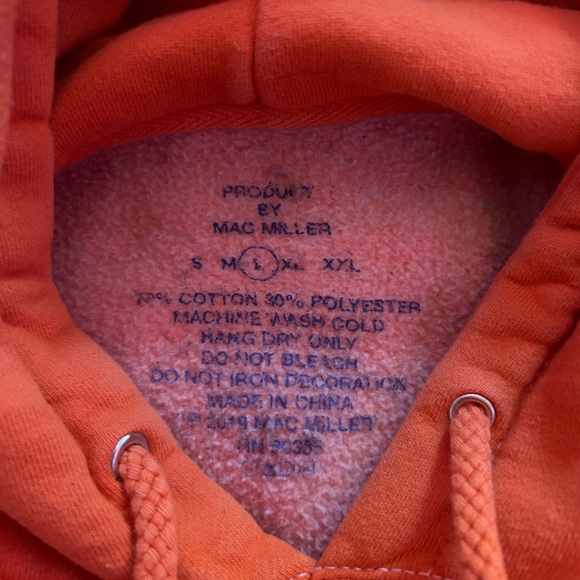 PRODUCT
BY
MAC MILLER
S M L XL XXL
COTTON 30% POLYESTER
MACHINE WASH COLD
HANG DRY ONLY
DO NOT BLEACH
DO NOT IRON DECORATION
MADE IN CHINA
© 2019 MAC MILLER
RN